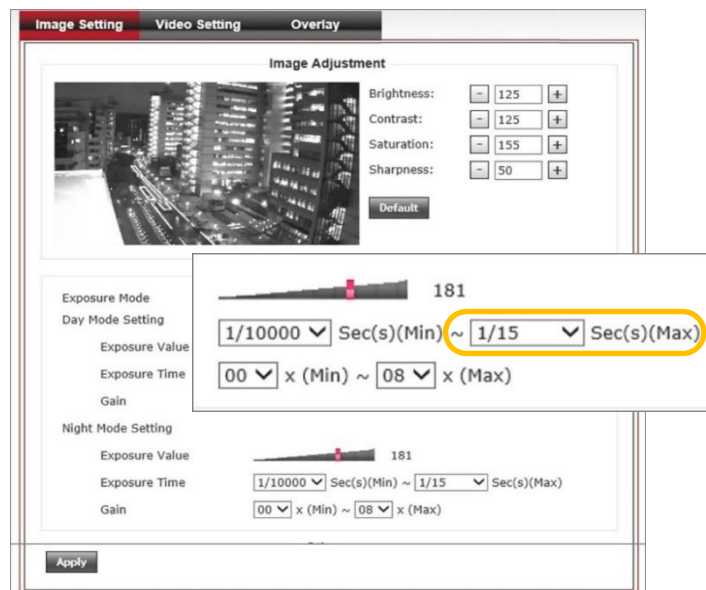 Image Setting Video Setting Overlay
Image Adjustment
Brightness: - 125 +
Contrast: - 125 +
Saturation: - 155 +
Sharpness: - 50 +
Default
Exposure Mode
Day Mode Setting
Exposure Value 181
Exposure Time 1/10000 Sec(s)(Min) ~ 1/15 Sec(s)(Max)
Gain 00 x (Min) ~ 08 x (Max)
Night Mode Setting
Exposure Value 181
Exposure Time 1/10000 Sec(s)(Min) ~ 1/15 Sec(s)(Max)
Gain 00 x (Min) ~ 08 x (Max)
Apply